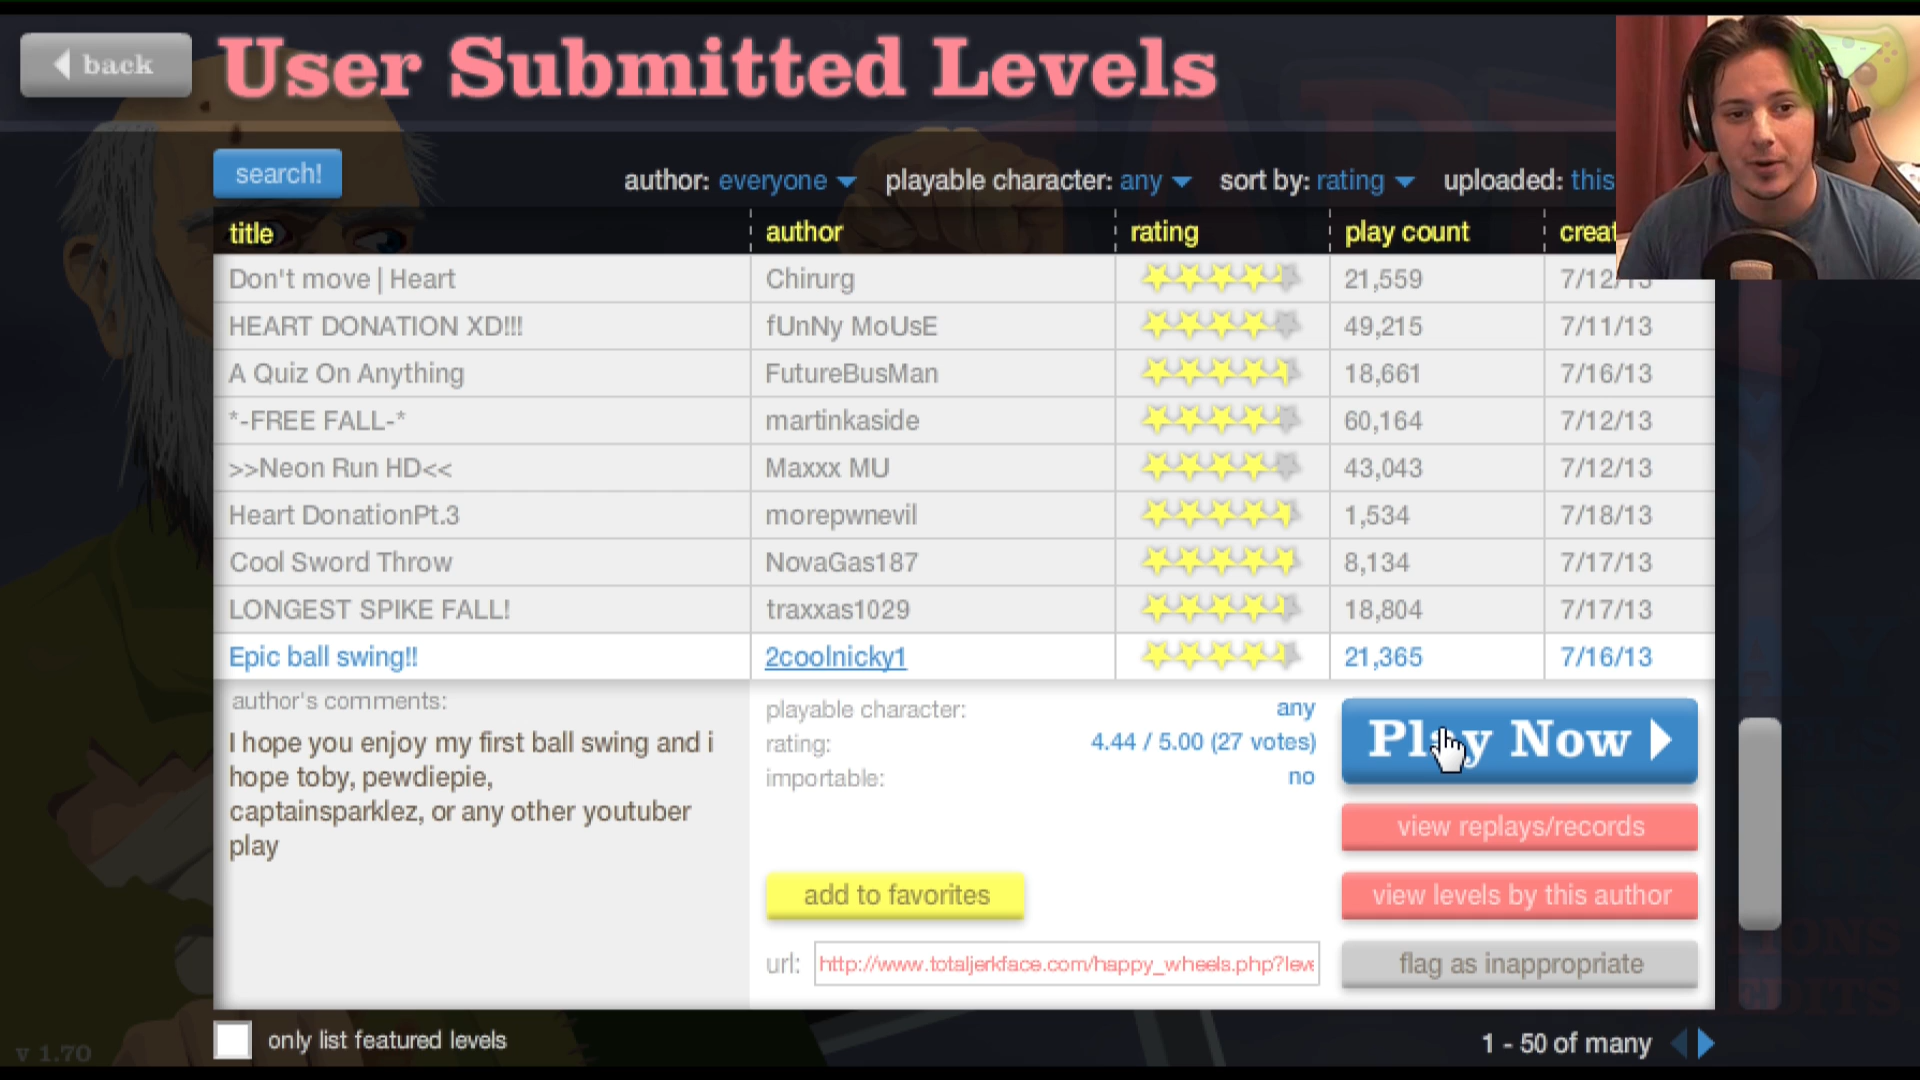 back
User Submitted Levels
search!
author: everyone playable character: any sort by: rating uploaded: this
title author rating play count
Don't move | Heart Chirurg 21,559
HEART DONATION XD!!! fUnNy MoUsE 49,215 7/11/13
A Quiz On Anything FutureBusMan 18,661 7/16/13
*-FREE FALL-* martinkaside 60,164 7/12/13
>>Neon Run HD<< Maxxx MU 43,043 7/12/13
Heart DonationPt.3 morepwnevil 1,534 7/18/13
Cool Sword Throw NovaGas187 8,134 7/17/13
LONGEST SPIKE FALL! traxxas1029 18,804 7/17/13
Epic ball swing!! 2coolnicky1 21,365 7/16/13
author's comments:
I hope you enjoy my first ball swing and i
hope toby, pewdiepie,
captainsparklez, or any other youtuber
play
playable character: any
rating: 4.44 / 5.00 (27 votes)
importable: no
add to favorites
url: http://www.totaljerkface.com/happy_wheels.php?leve
Play Now
view replays/records
view levels by this author
flag as inappropriate
only list featured levels
1 - 50 of many
v 1.70